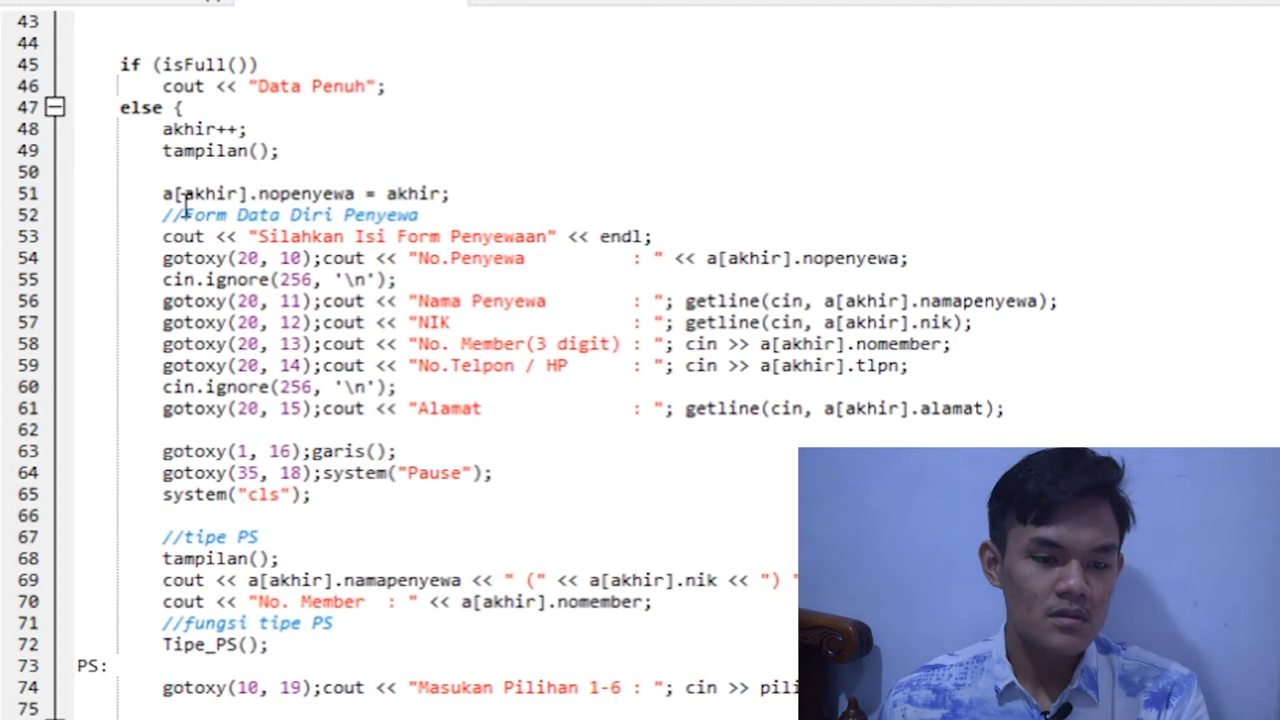 43
44
45 if (isFull())
46 cout << "Data Penuh";
47 else {
48 akhir++;
49 tampilan();
50
51 a[akhir].nopenyewa = akhir;
52 //Form Data Diri Penyewa
53 cout << "Silahkan Isi Form Penyewaan" << endl;
54 gotoxy(20, 10);cout << "No.Penyewa : " << a[akhir].nopenyewa;
55 cin.ignore(256, '\n');
56 gotoxy(20, 11);cout << "Nama Penyewa : "; getline(cin, a[akhir].namapenyewa);
57 gotoxy(20, 12);cout << "NIK : "; getline(cin, a[akhir].nik);
58 gotoxy(20, 13);cout << "No. Member(3 digit) : "; cin >> a[akhir].nomember;
59 gotoxy(20, 14);cout << "No.Telpon / HP : "; cin >> a[akhir].tlpn;
60 cin.ignore(256, '\n');
61 gotoxy(20, 15);cout << "Alamat : "; getline(cin, a[akhir].alamat);
62
63 gotoxy(1, 16);garis();
64 gotoxy(35, 18);system("Pause");
65 system("cls");
66
67 //tipe PS
68 tampilan();
69 cout << a[akhir].namapenyewa << " (" << a[akhir].nik << ") "
70 cout << "No. Member : " << a[akhir].nomember;
71 //fungsi tipe PS
72 Tipe_PS();
73 PS:
74 gotoxy(10, 19);cout << "Masukan Pilihan 1-6 : "; cin >> pili
75